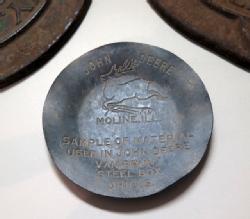 JOHN DEERE
MOLINE, ILL.
SAMPLE OF MATERIAL
USED IN JOHN DEERE
STEEL BOX